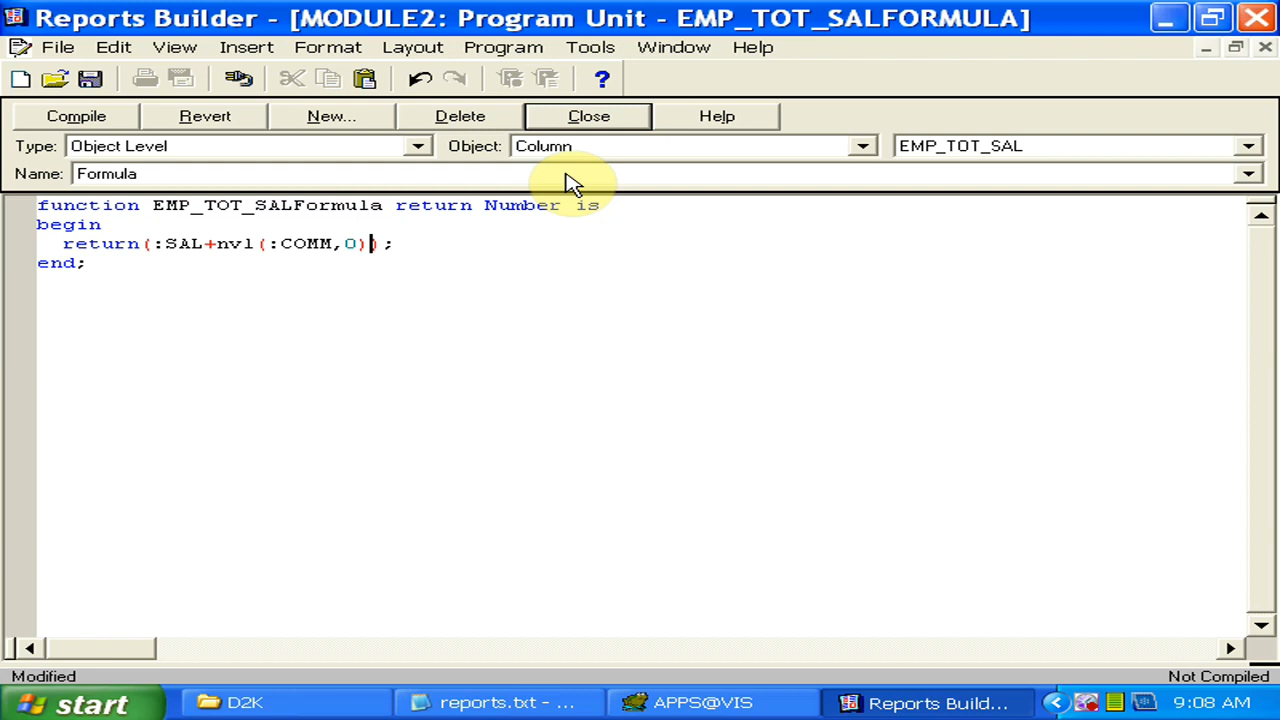 Reports Builder - [MODULE2: Program Unit - EMP_TOT_SALFORMULA]
File Edit View Insert Format Layout Program Tools Window Help
Compile Revert New... Delete Close Help
Type: Object Level Object: Column EMP_TOT_SAL
Name: Formula
function EMP_TOT_SALFormula return Number is
begin
return(:SAL+nvl(:COMM,0));
end;
Modified Not Compiled
start D2K reports.txt - ... APPS@VIS Reports Build... 9:08 AM